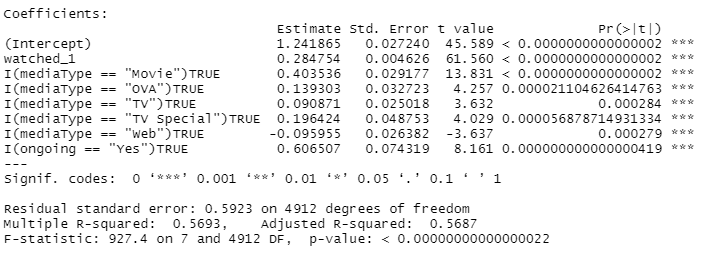 Coefficients:
Estimate Std. Error t value Pr(>|t|)
(Intercept) 1.241865 0.027240 45.589 < 0.0000000000000002 ***
watched_1 0.284754 0.004626 61.560 < 0.0000000000000002 ***
I(mediaType == "Movie")TRUE 0.403536 0.029177 13.831 < 0.0000000000000002 ***
I(mediaType == "OVA")TRUE 0.139303 0.032723 4.257 0.000021104626414763 ***
I(mediaType == "TV")TRUE 0.090871 0.025018 3.632 0.000284 ***
I(mediaType == "TV Special")TRUE 0.196424 0.048753 4.029 0.000056878714931334 ***
I(mediaType == "Web")TRUE -0.095955 0.026382 -3.637 0.000279 ***
I(ongoing == "Yes")TRUE 0.606507 0.074319 8.161 0.000000000000000419 ***
---
Signif. codes: 0 ‘***’ 0.001 ‘**’ 0.01 ‘*’ 0.05 ‘.’ 0.1 ‘ ’ 1
Residual standard error: 0.5923 on 4912 degrees of freedom
Multiple R-squared: 0.5693, Adjusted R-squared: 0.5687
F-statistic: 927.4 on 7 and 4912 DF, p-value: < 0.00000000000000022